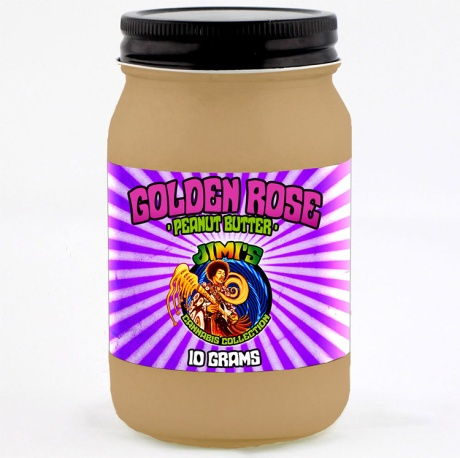 GOLDEN ROSE
• PEANUT BUTTER •
JIMI'S
CANNABIS COLLECTION
10 GRAMS